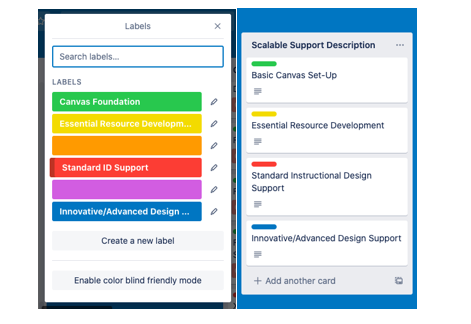 Labels
Search labels...
LABELS
Canvas Foundation
Essential Resource Developm...
Standard ID Support
Innovative/Advanced Design ...
Create a new label
Enable color blind friendly mode
Scalable Support Description
Basic Canvas Set-Up
Essential Resource Development
Standard Instructional Design
Support
Innovative/Advanced Design Support
+ Add another card